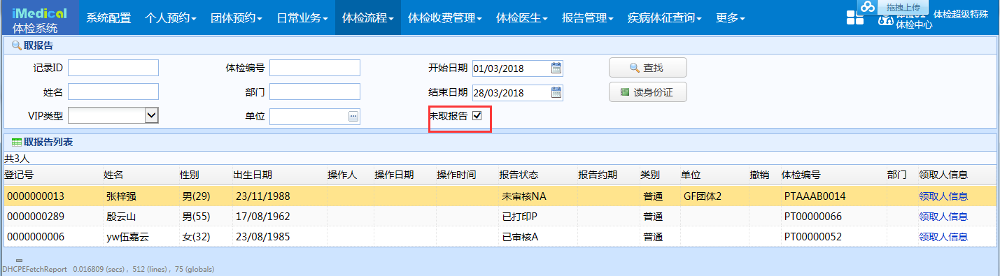 iMedical
体检系统
系统配置 个人预约 团体预约 日常业务 体检流程 体检收费管理 体检医生 报告管理 疾病体征查询 更多
拖拽上传
体检超级特殊
体检中心
取报告
记录ID 体检编号 开始日期 01/03/2018 查找
姓名 部门 结束日期 28/03/2018 读身份证
VIP类型 单位 未取报告
取报告列表
共3人
登记号 姓名 性别 出生日期 操作人 操作日期 操作时间 报告状态 报告约期 类别 单位 撤销 体检编号 部门 领取人信息
0000000013 张梓强 男(29) 23/11/1988 未审核NA 普通 GF团体2 PTAAAB0014 领取人信息
0000000289 殷云山 男(55) 17/08/1962 已打印P 普通 PT00000066 领取人信息
0000000006 yw伍嘉云 女(32) 23/08/1985 已审核A 普通 PT00000052 领取人信息
DHCPEFetchReport 0.016809 (secs) , 512 (lines) , 75 (globals)